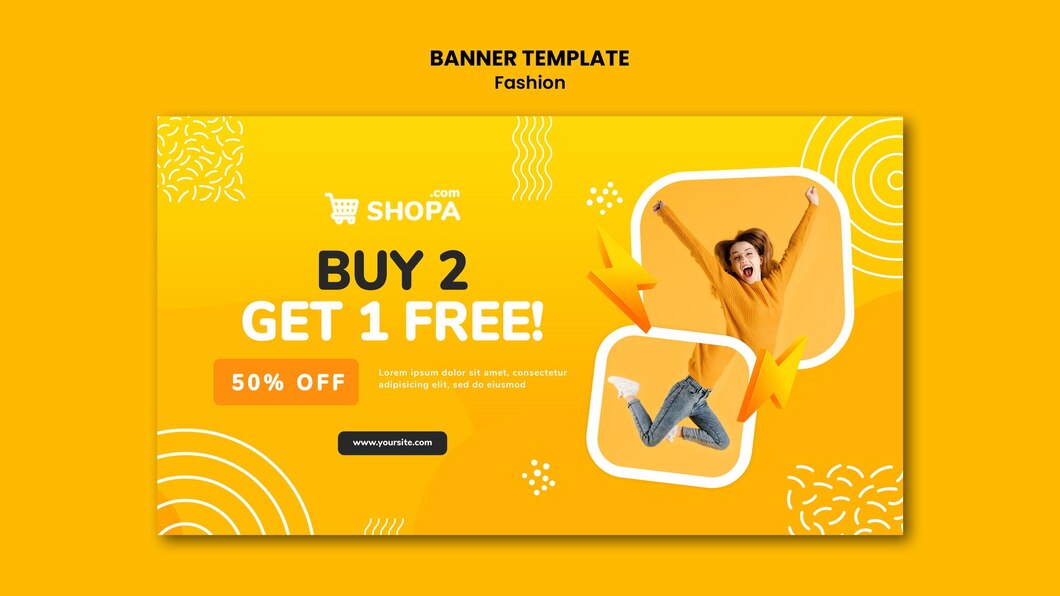 BANNER TEMPLATE
Fashion
.com
SHOPA
BUY 2
GET 1 FREE!
50% OFF
Lorem ipsum dolor sit amet, consectetur
adipisicing elit, sed do eiusmod
www.yoursite.com